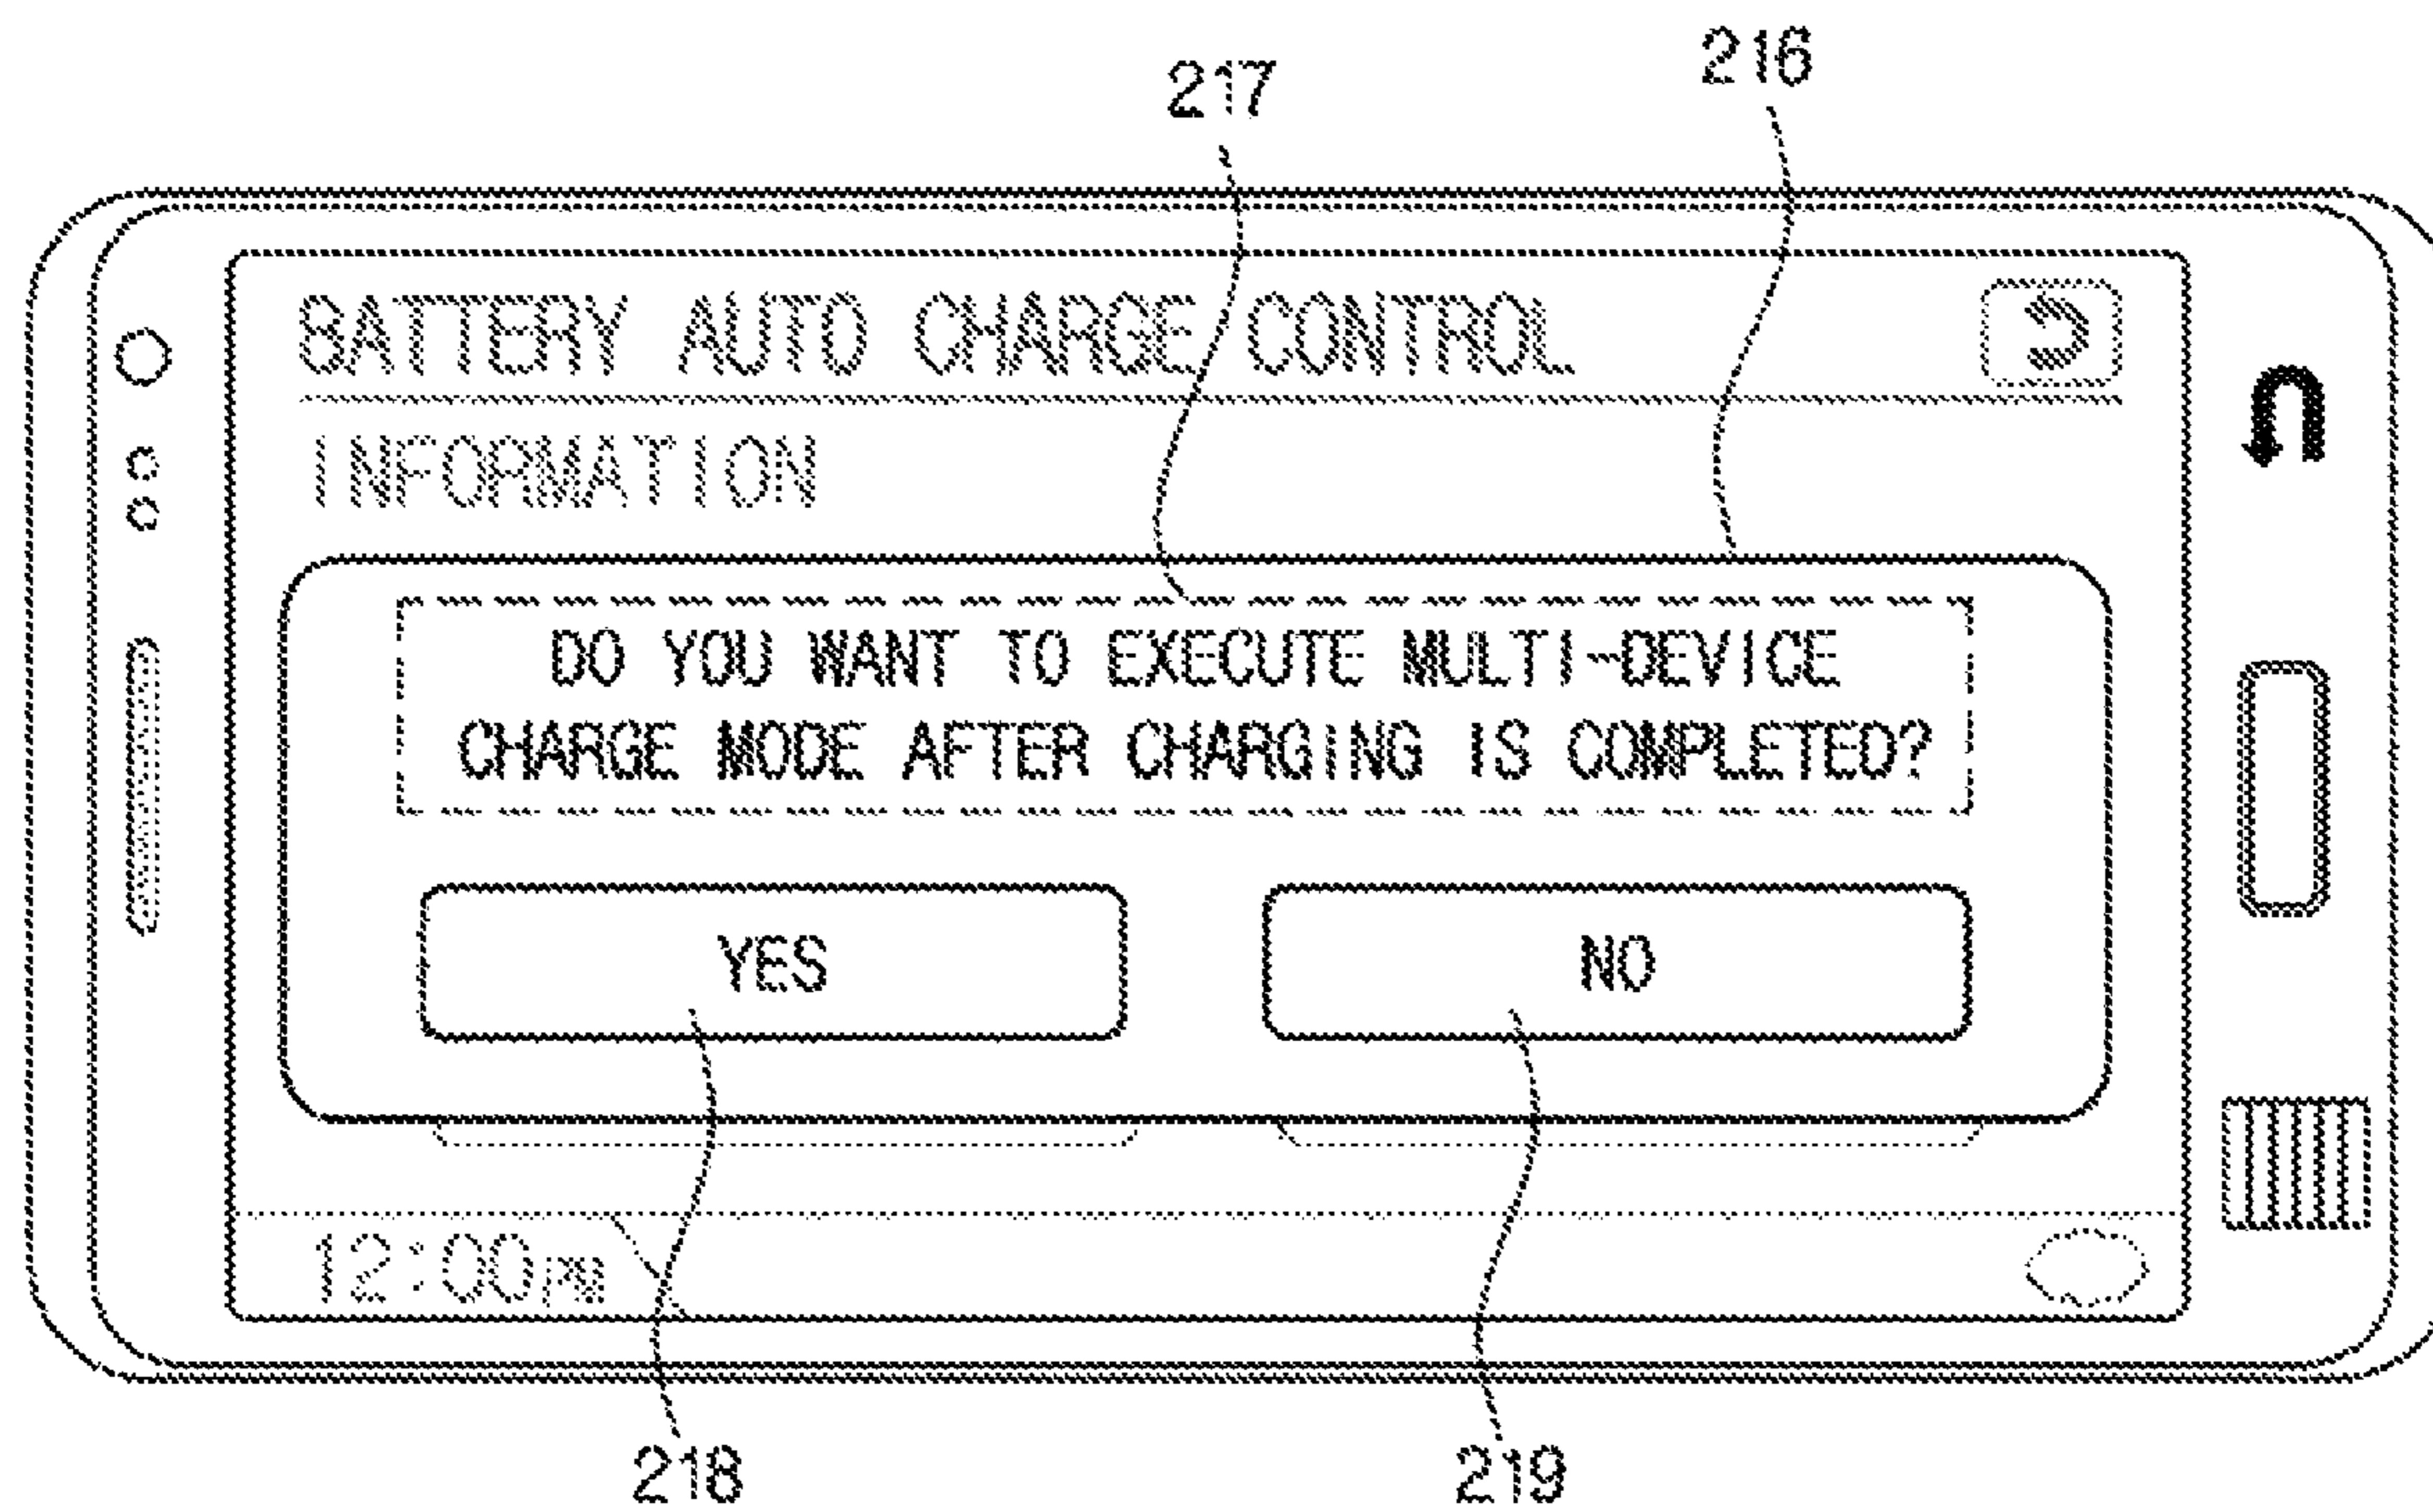 217
216
BATTERY AUTO CHARGE CONTROL
INFORMATION
DO YOU WANT TO EXECUTE MULTI-DEVICE
CHARGE MODE AFTER CHARGING IS COMPLETED?
YES
NO
12:00PM
218
219